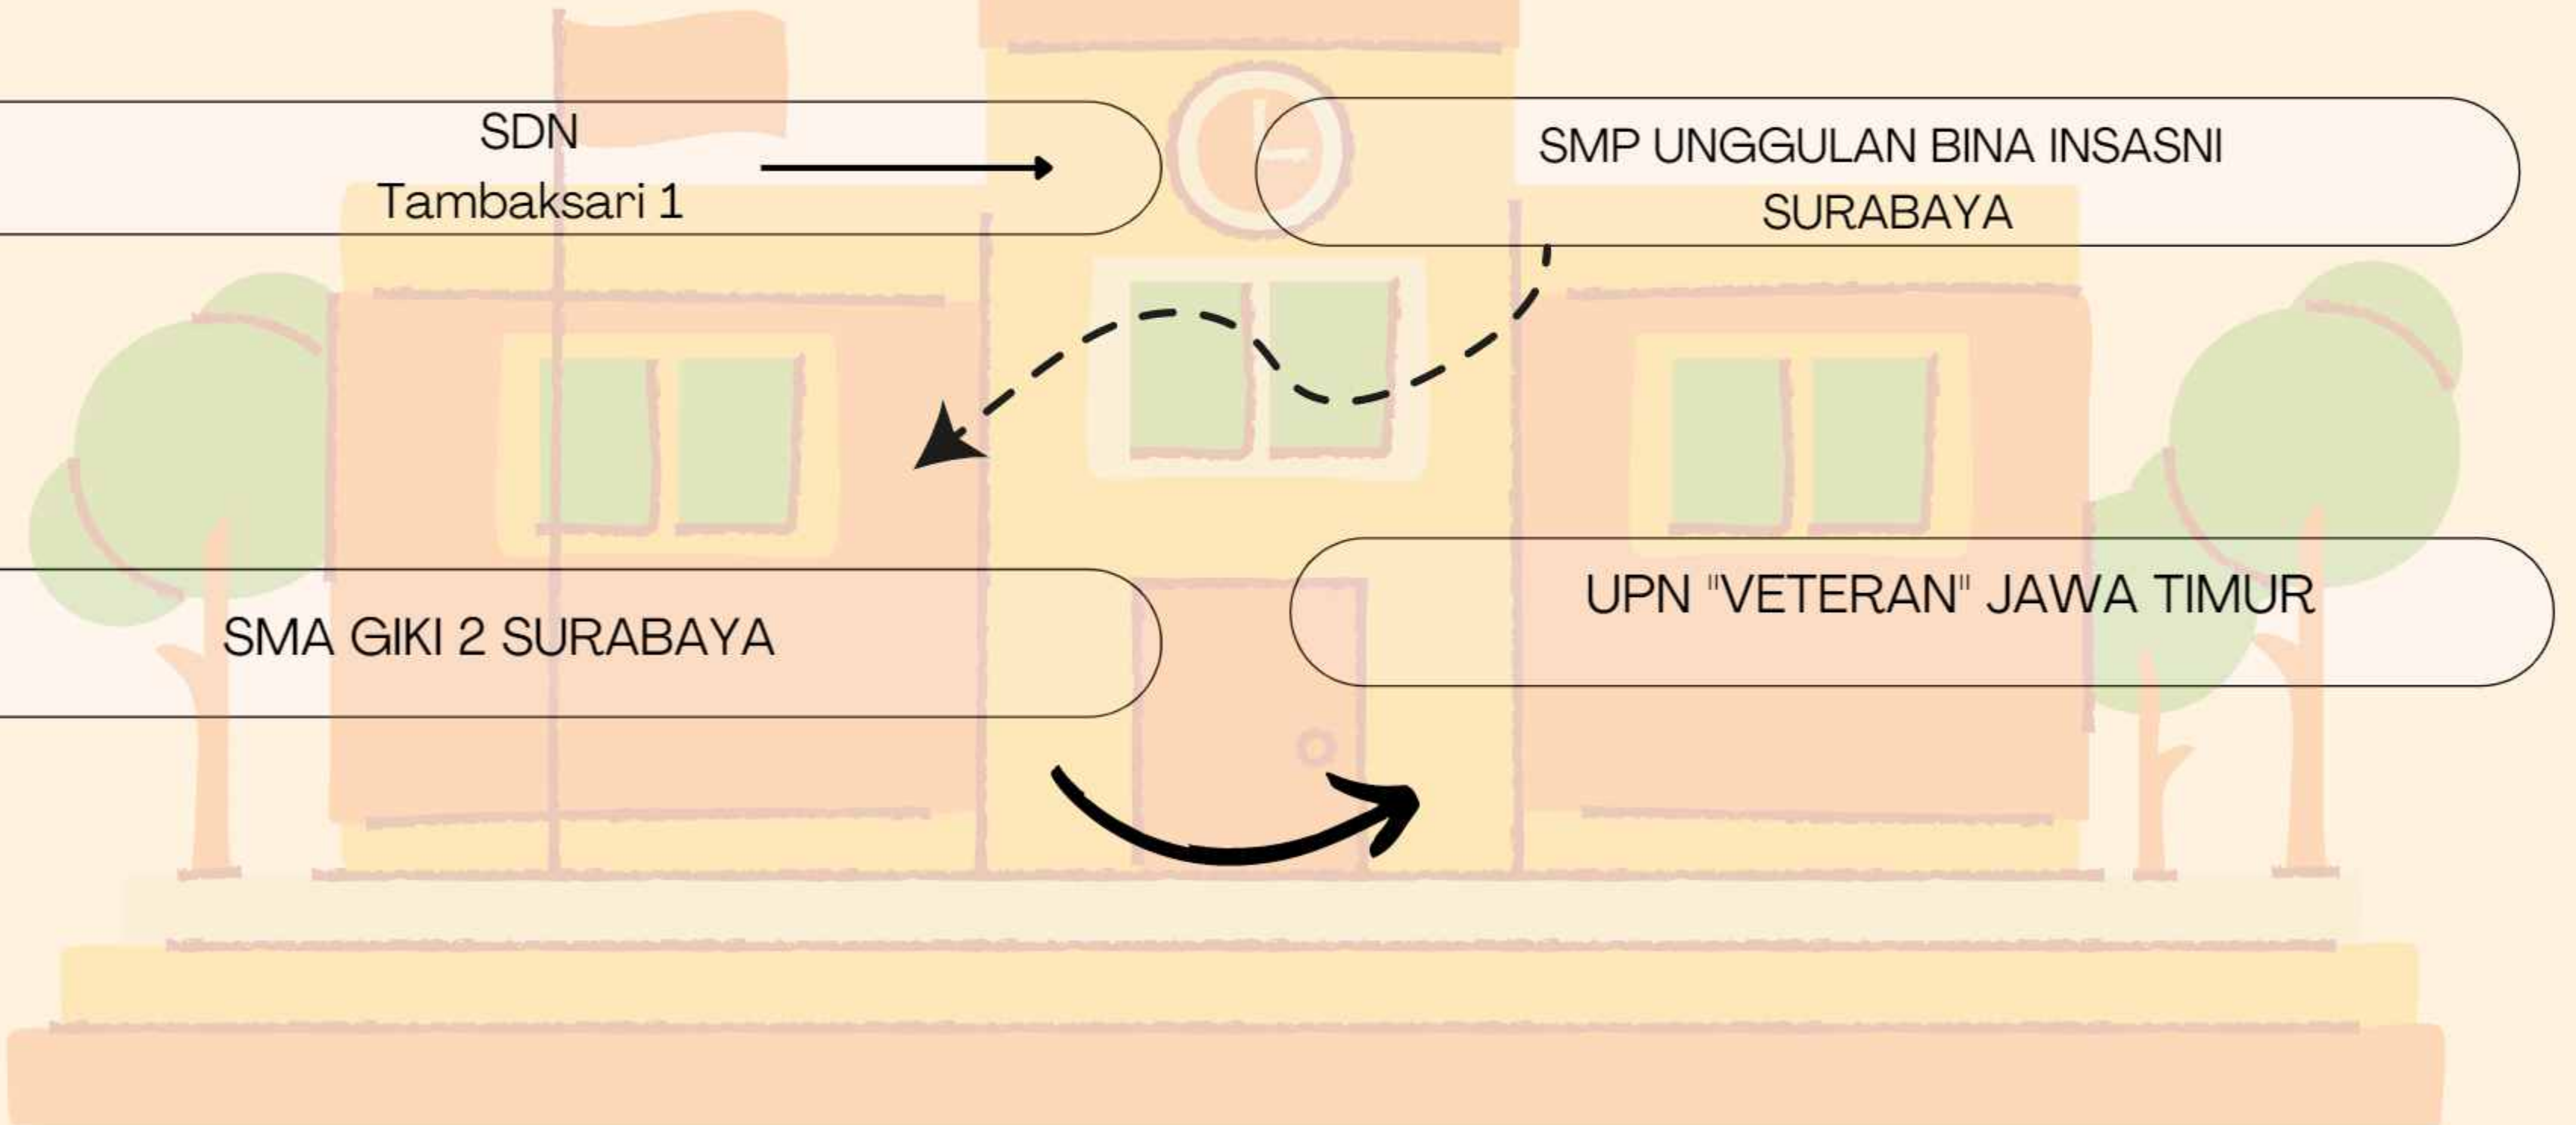 SDN
Tambaksari 1
SMP UNGGULAN BINA INSASNI
SURABAYA
SMA GIKI 2 SURABAYA
UPN "VETERAN" JAWA TIMUR